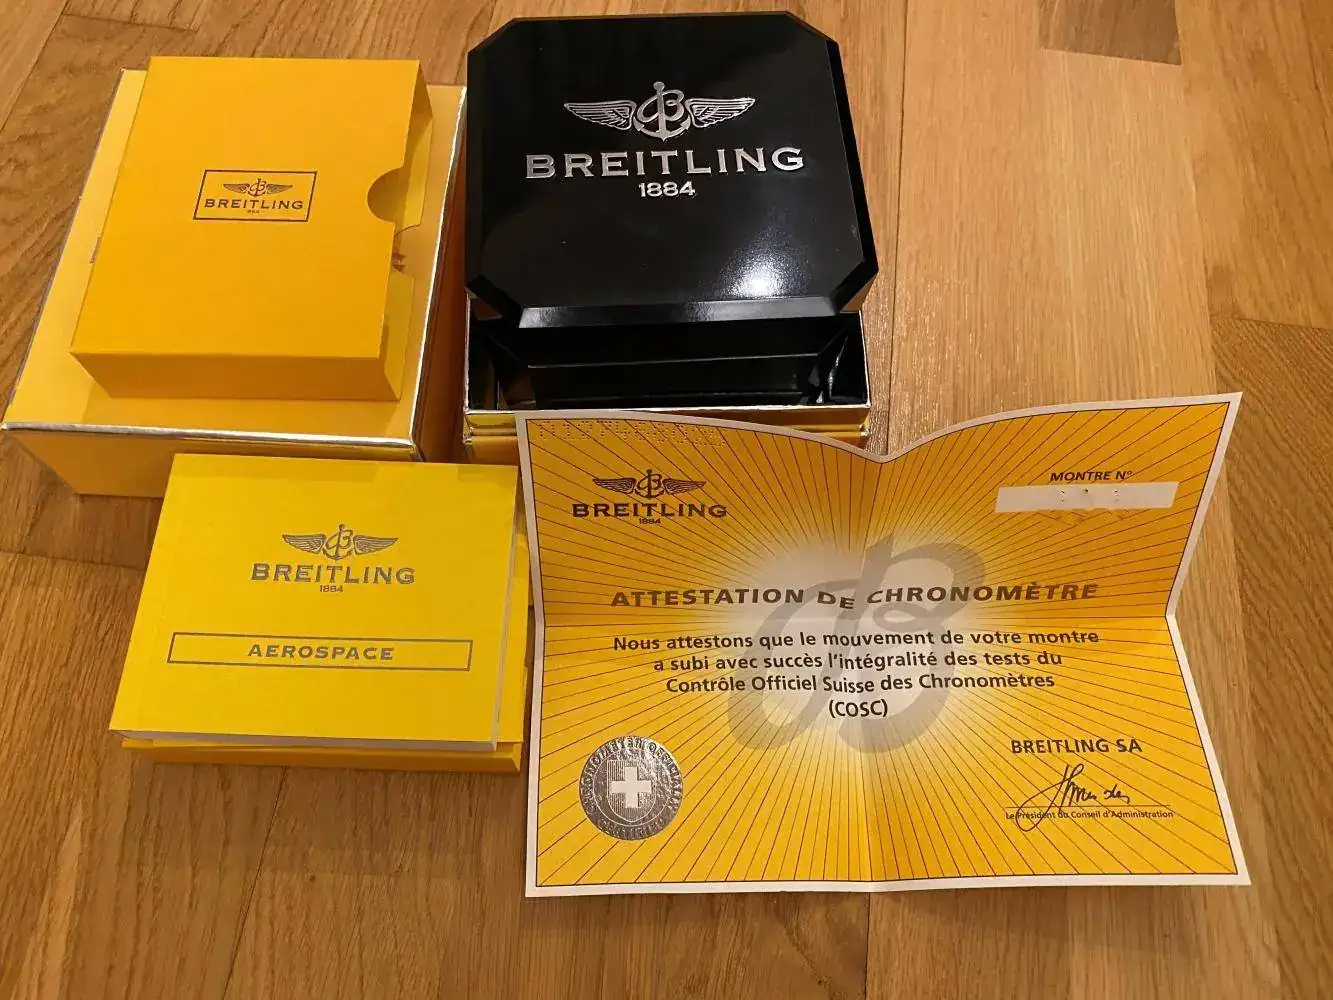 BREITLING
1884
BREITLING
1884
BREITLING
1884
AEROSPACE
BREITLING
1884
MONTRE N°
ATTESTATION DE CHRONOMÈTRE
Nous attestons que le mouvement de votre montre
a subi avec succès l'intégralité des tests du
Contrôle Officiel Suisse des Chronomètres
(COSC)
BREITLING SA
Le Président du Conseil d'Administration